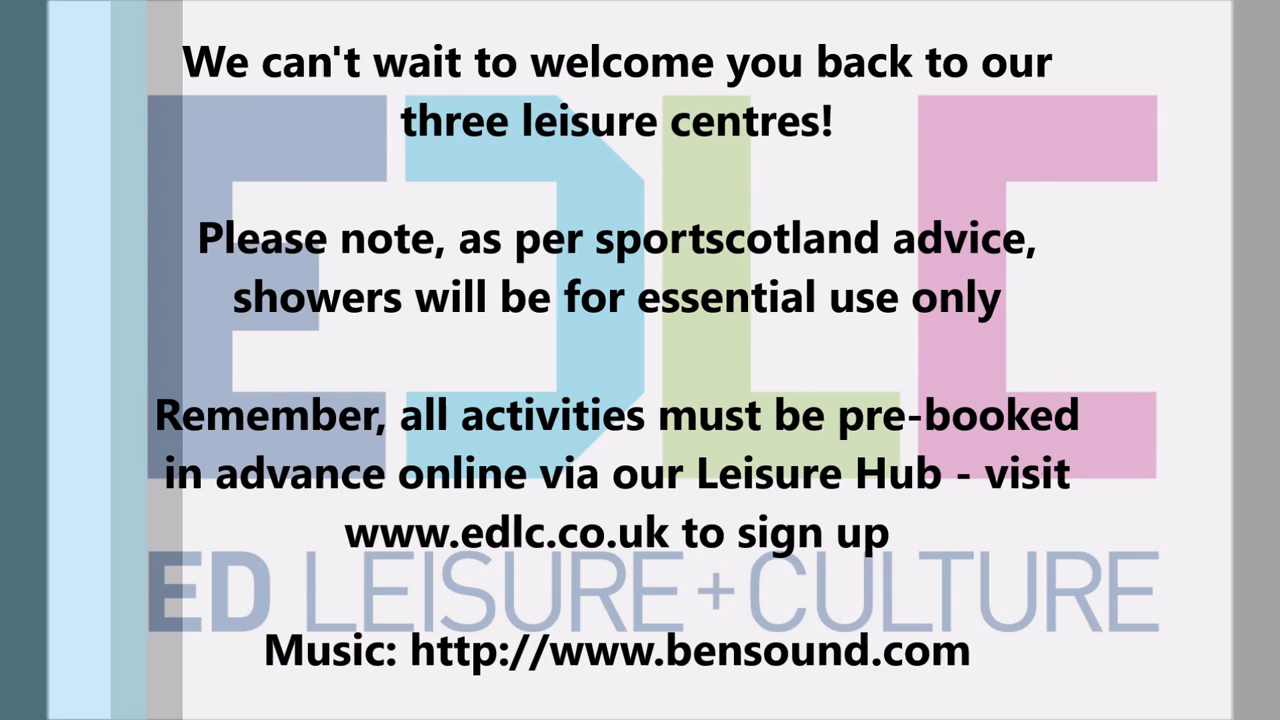 We can't wait to welcome you back to our
three leisure centres!
Please note, as per sportscotland advice,
showers will be for essential use only
Remember, all activities must be pre-booked
in advance online via our Leisure Hub - visit
www.edlc.co.uk to sign up
Music: http://www.bensound.com
EDLC
ED LEISURE+CULTURE